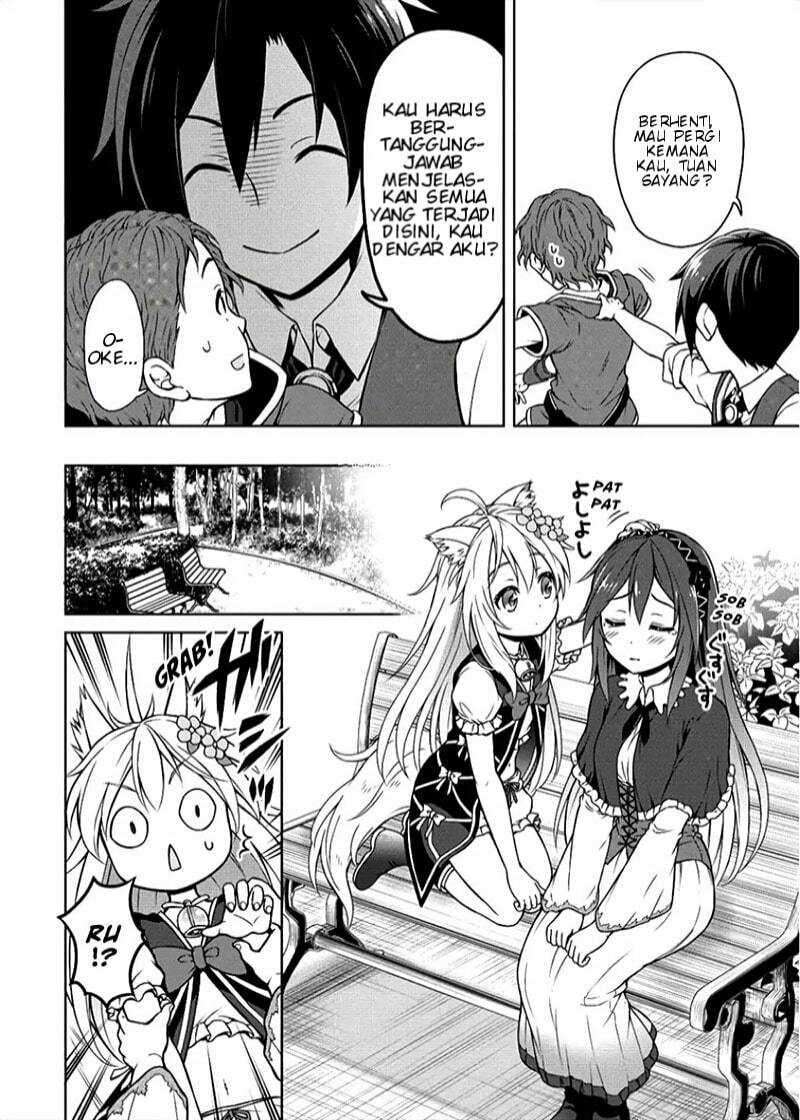 BERHENTI,
MAU PERGI
KEMANA
KAU, TUAN
SAYANG?
KAU HARUS
BER-
TANGGUNG-
JAWAB
MENJELAS-
KAN SEMUA
YANG TERJADI
DISINI, KAU
DENGAR AKU?
O-
OKE...
PAT
PAT
よしよし
SOB
SOB
ぐすぐす
GRAB!
ガシッ
RU
!?